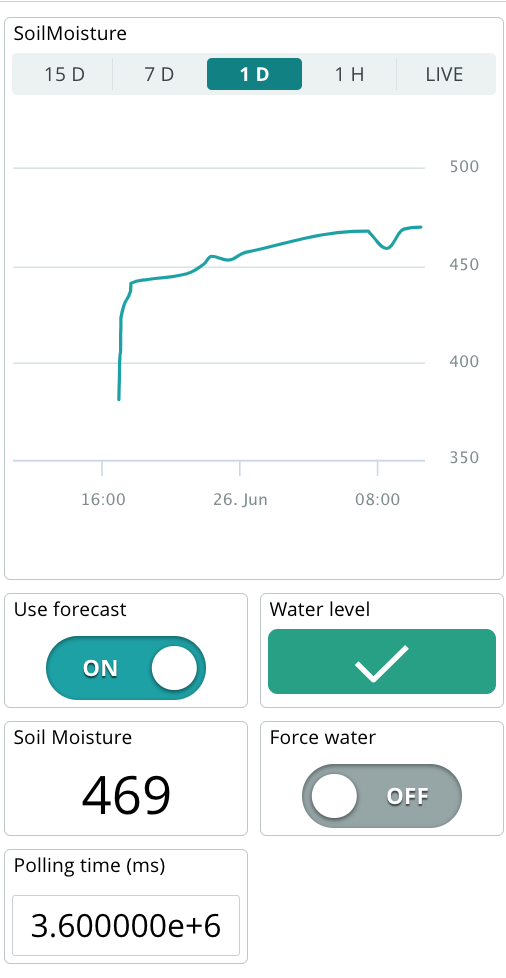 SoilMoisture
15 D 7 D 1 D 1 H LIVE
500
450
400
350
16:00 26. Jun 08:00
Use forecast Water level
ON
Soil Moisture Force water
469 OFF
Polling time (ms)
3.600000e+6